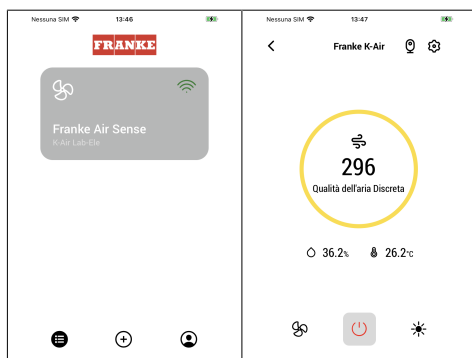 Nessuna SIM 13:46
FRANKE
Franke Air Sense
K-Air Lab-Ele
Nessuna SIM 13:47
Franke K-Air
296
Qualità dell'aria Discreta
36.2% 26.2°C